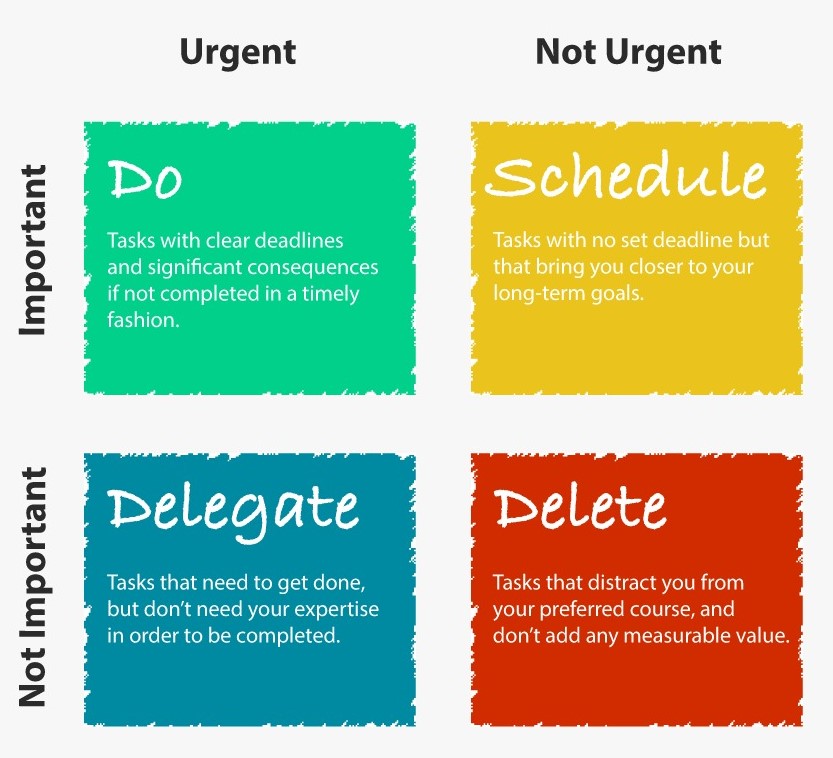 Urgent
Not Urgent
Important
Do
Tasks with clear deadlines
and significant consequences
if not completed in a timely
fashion.
Schedule
Tasks with no set deadline but
that bring you closer to your
long-term goals.
Not Important
Delegate
Tasks that need to get done,
but don’t need your expertise
in order to be completed.
Delete
Tasks that distract you from
your preferred course, and
don’t add any measurable value.